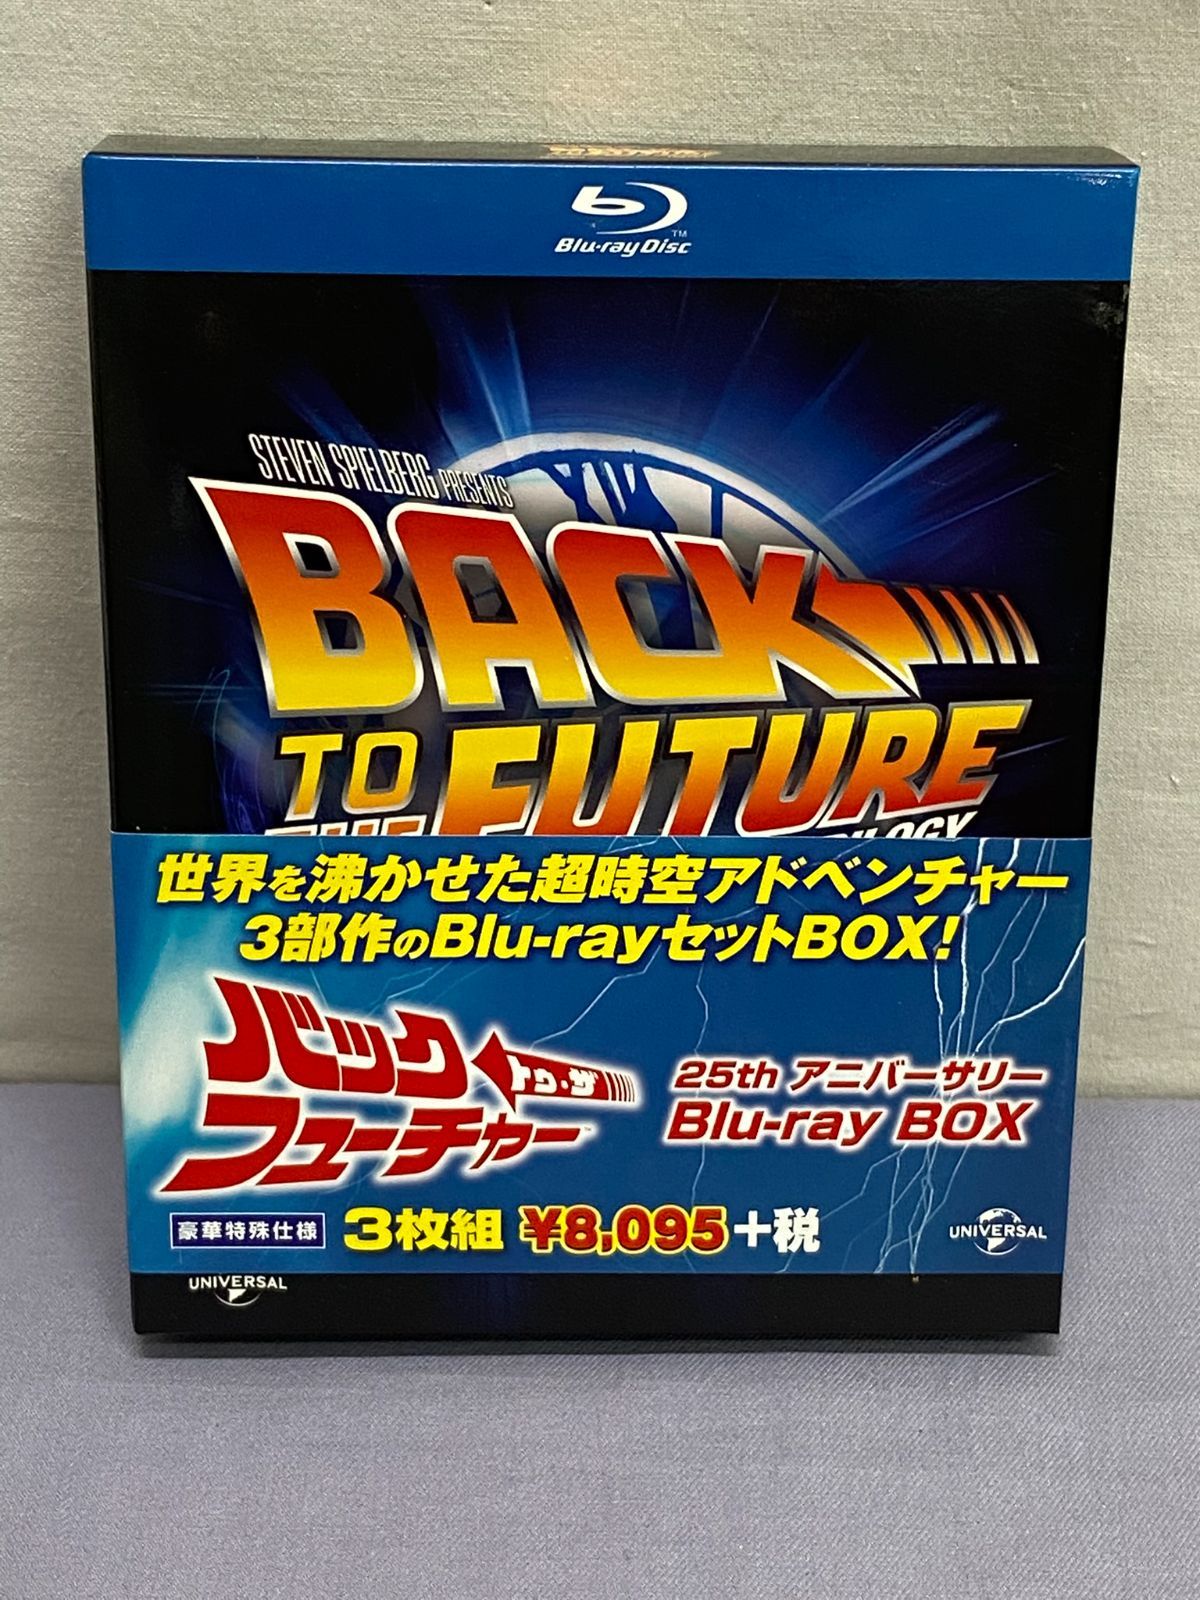 Blu-ray Disc™
STEVEN SPIELBERG PRESENTS
BACK
TO
THE FUTURE
世界を沸かせた超時空アドベンチャー
3部作のBlu-rayセットBOX!
バック
トゥ・ザ
フューチャー™
25th アニバーサリー
Blu-ray BOX
豪華特殊仕様
3枚組 ¥8,095+税
UNIVERSAL
UNIVERSAL